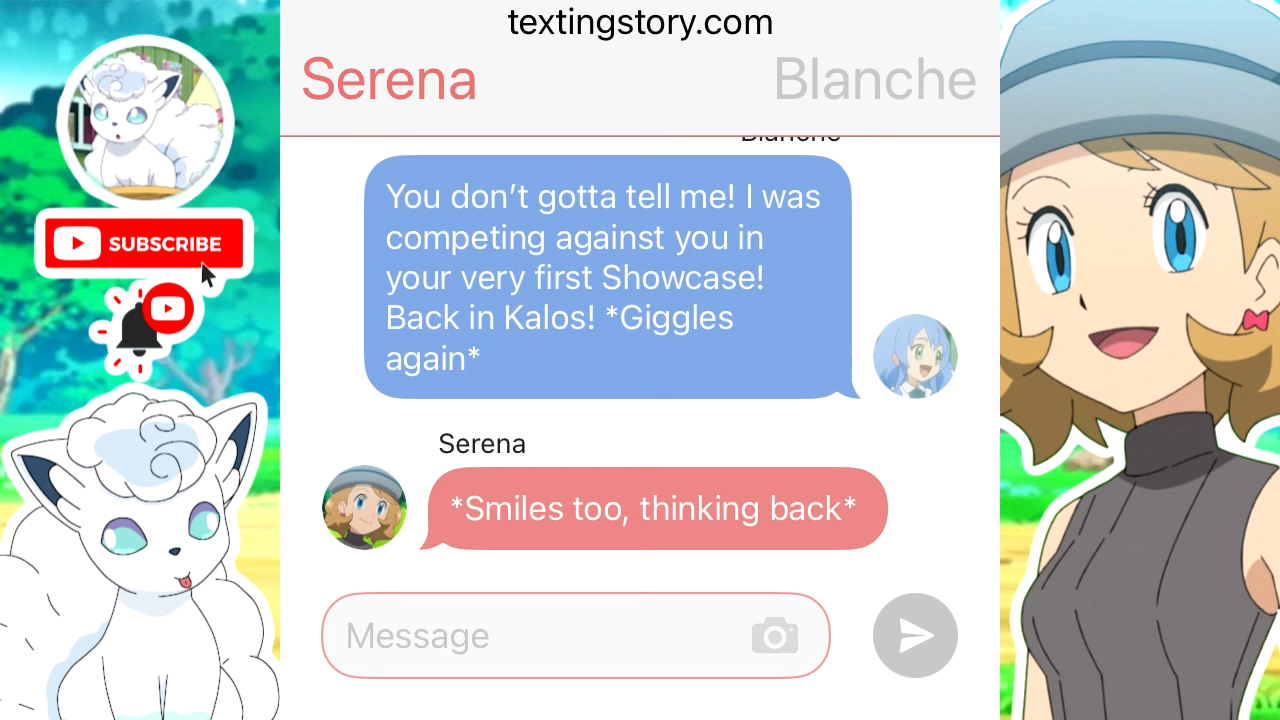 textingstory.com
Serena
Blanche
Blanche
You don’t gotta tell me! I was
competing against you in
your very first Showcase!
Back in Kalos! *Giggles
again*
Serena
*Smiles too, thinking back*
Message
SUBSCRIBE